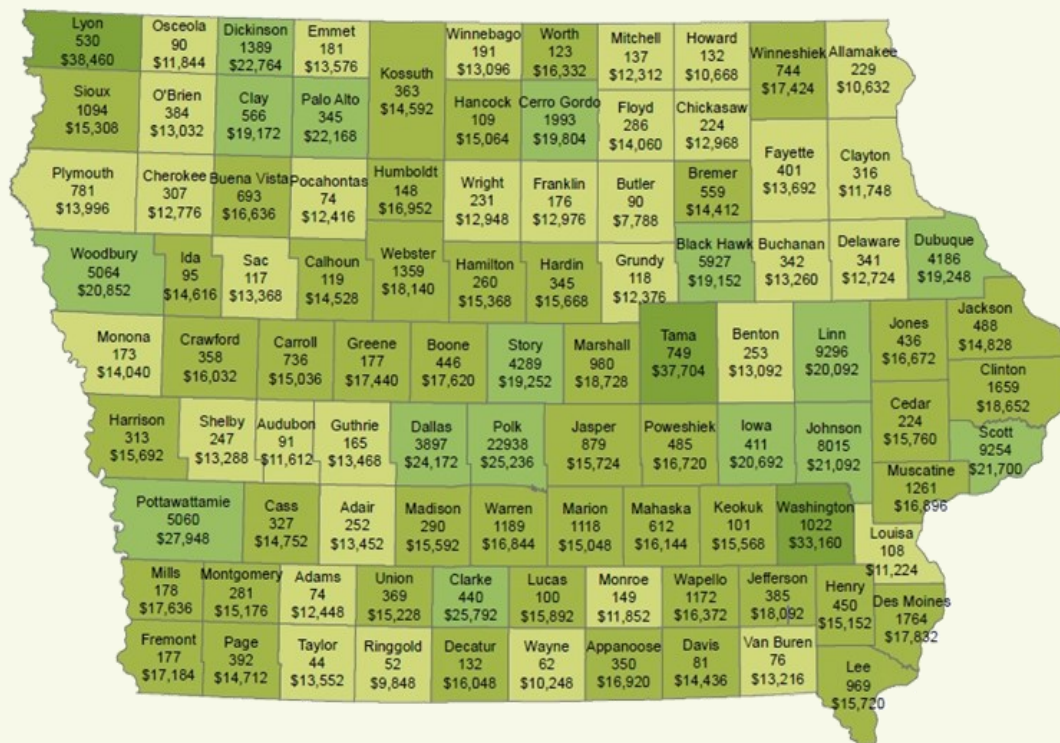 Lyon
530
$38,460
Osceola
90
$11,844
Dickinson
1389
$22,764
Emmet
181
$13,576
Kossuth
363
$14,592
Winnebago
191
$13,096
Worth
123
$16,332
Mitchell
137
$12,312
Howard
132
$10,668
Winneshiek
744
$17,424
Allamakee
229
$10,632
Sioux
1094
$15,308
O'Brien
384
$13,032
Clay
566
$19,172
Palo Alto
345
$22,168
Hancock
109
$15,064
Cerro Gordo
1993
$19,804
Floyd
286
$14,060
Chickasaw
224
$12,968
Fayette
401
$13,692
Clayton
316
$11,748
Plymouth
781
$13,996
Cherokee
307
$12,776
Buena Vista
693
$16,636
Pocahontas
74
$12,416
Humboldt
148
$16,952
Wright
231
$12,948
Franklin
176
$12,976
Butler
90
$7,788
Bremer
559
$14,412
Woodbury
5064
$20,852
Ida
95
$14,616
Sac
117
$13,368
Calhoun
119
$14,528
Webster
1359
$18,140
Hamilton
260
$15,368
Hardin
345
$15,668
Grundy
118
$12,376
Black Hawk
5927
$19,152
Buchanan
342
$13,260
Delaware
341
$12,724
Dubuque
4186
$19,248
Monona
173
$14,040
Crawford
358
$16,032
Carroll
736
$15,036
Greene
177
$17,440
Boone
446
$17,620
Story
4289
$19,252
Marshall
980
$18,728
Tama
749
$37,704
Benton
253
$13,092
Linn
9296
$20,092
Jones
436
$16,672
Jackson
488
$14,828
Clinton
1659
$18,652
Harrison
313
$15,692
Shelby
247
$13,288
Audubon
91
$11,612
Guthrie
165
$13,468
Dallas
3897
$24,172
Polk
22938
$25,236
Jasper
879
$15,724
Poweshiek
485
$16,720
Iowa
411
$20,692
Johnson
8015
$21,092
Cedar
224
$15,760
Scott
9254
$21,700
Muscatine
1261
$16,896
Pottawattamie
5060
$27,948
Cass
327
$14,752
Adair
252
$13,452
Madison
290
$15,592
Warren
1189
$16,844
Marion
1118
$15,048
Mahaska
612
$16,144
Keokuk
101
$15,568
Washington
1022
$33,160
Louisa
108
$11,224
Mills
178
$17,636
Montgomery
281
$15,176
Adams
74
$12,448
Union
369
$15,228
Clarke
440
$25,792
Lucas
100
$15,892
Monroe
149
$11,852
Wapello
1172
$16,372
Jefferson
385
$18,092
Henry
450
$15,152
Des Moines
1764
$17,832
Fremont
177
$17,184
Page
392
$14,712
Taylor
44
$13,552
Ringgold
52
$9,848
Decatur
132
$16,048
Wayne
62
$10,248
Appanoose
350
$16,920
Davis
81
$14,436
Van Buren
76
$13,216
Lee
969
$15,720